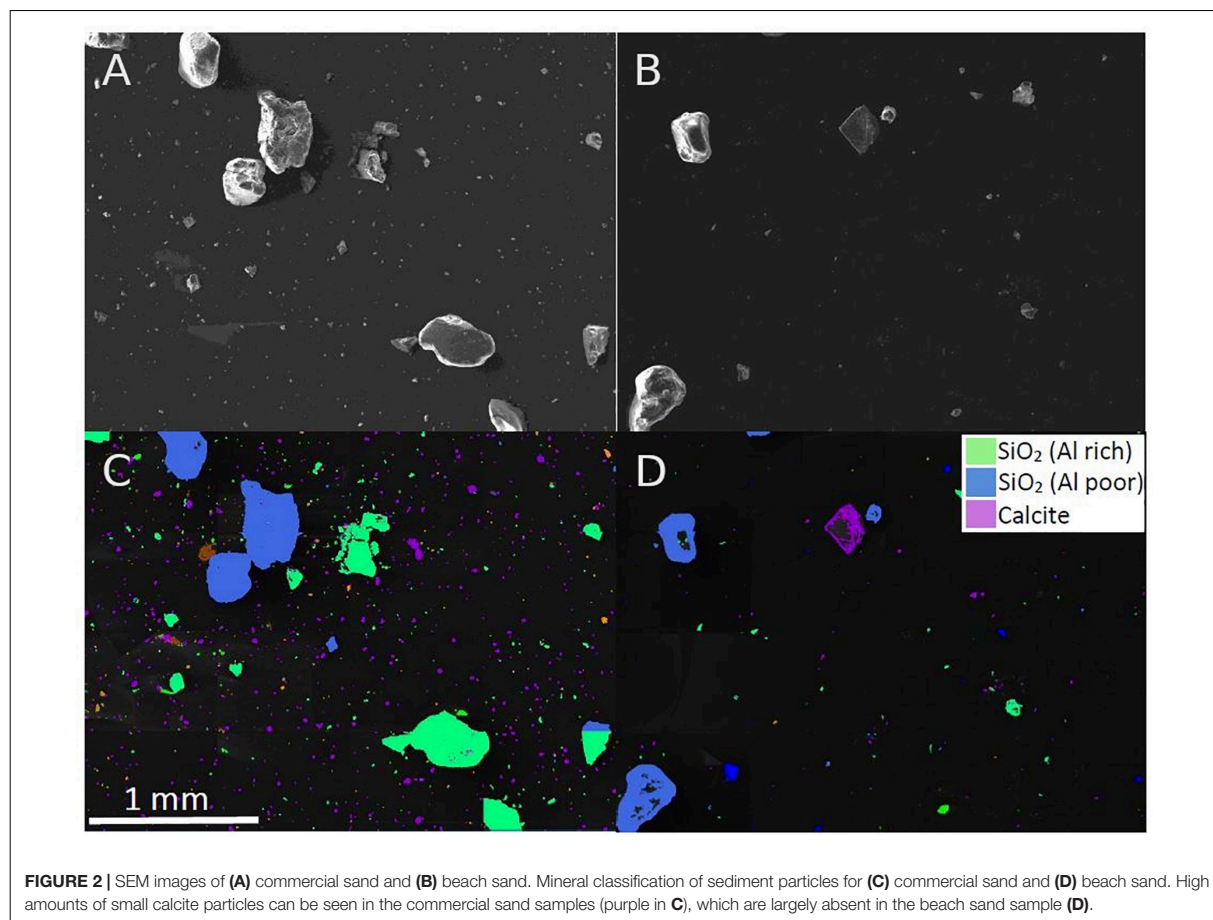 A
B
C
D
SiO₂ (Al rich)
SiO₂ (Al poor)
Calcite
1 mm
FIGURE 2 | SEM images of (A) commercial sand and (B) beach sand. Mineral classification of sediment particles for (C) commercial sand and (D) beach sand. High
amounts of small calcite particles can be seen in the commercial sand samples (purple in C), which are largely absent in the beach sand sample (D).